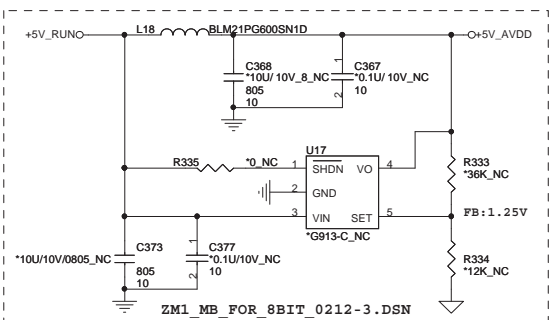 +5V_RUN
L18
BLM21PG600SN1D
+5V_AVDD
C368
*10U/ 10V_8_NC
805
10
1
2
C367
*0.1U/ 10V_NC
10
R335
*0_NC
U17
1
SHDN
VO
4
2
GND
3
VIN
SET
5
*G913-C_NC
R333
*36K_NC
FB:1.25V
R334
*12K_NC
C373
*10U/10V/0805_NC
805
10
1
2
C377
*0.1U/10V_NC
10
ZM1_MB_FOR_8BIT_0212-3.DSN